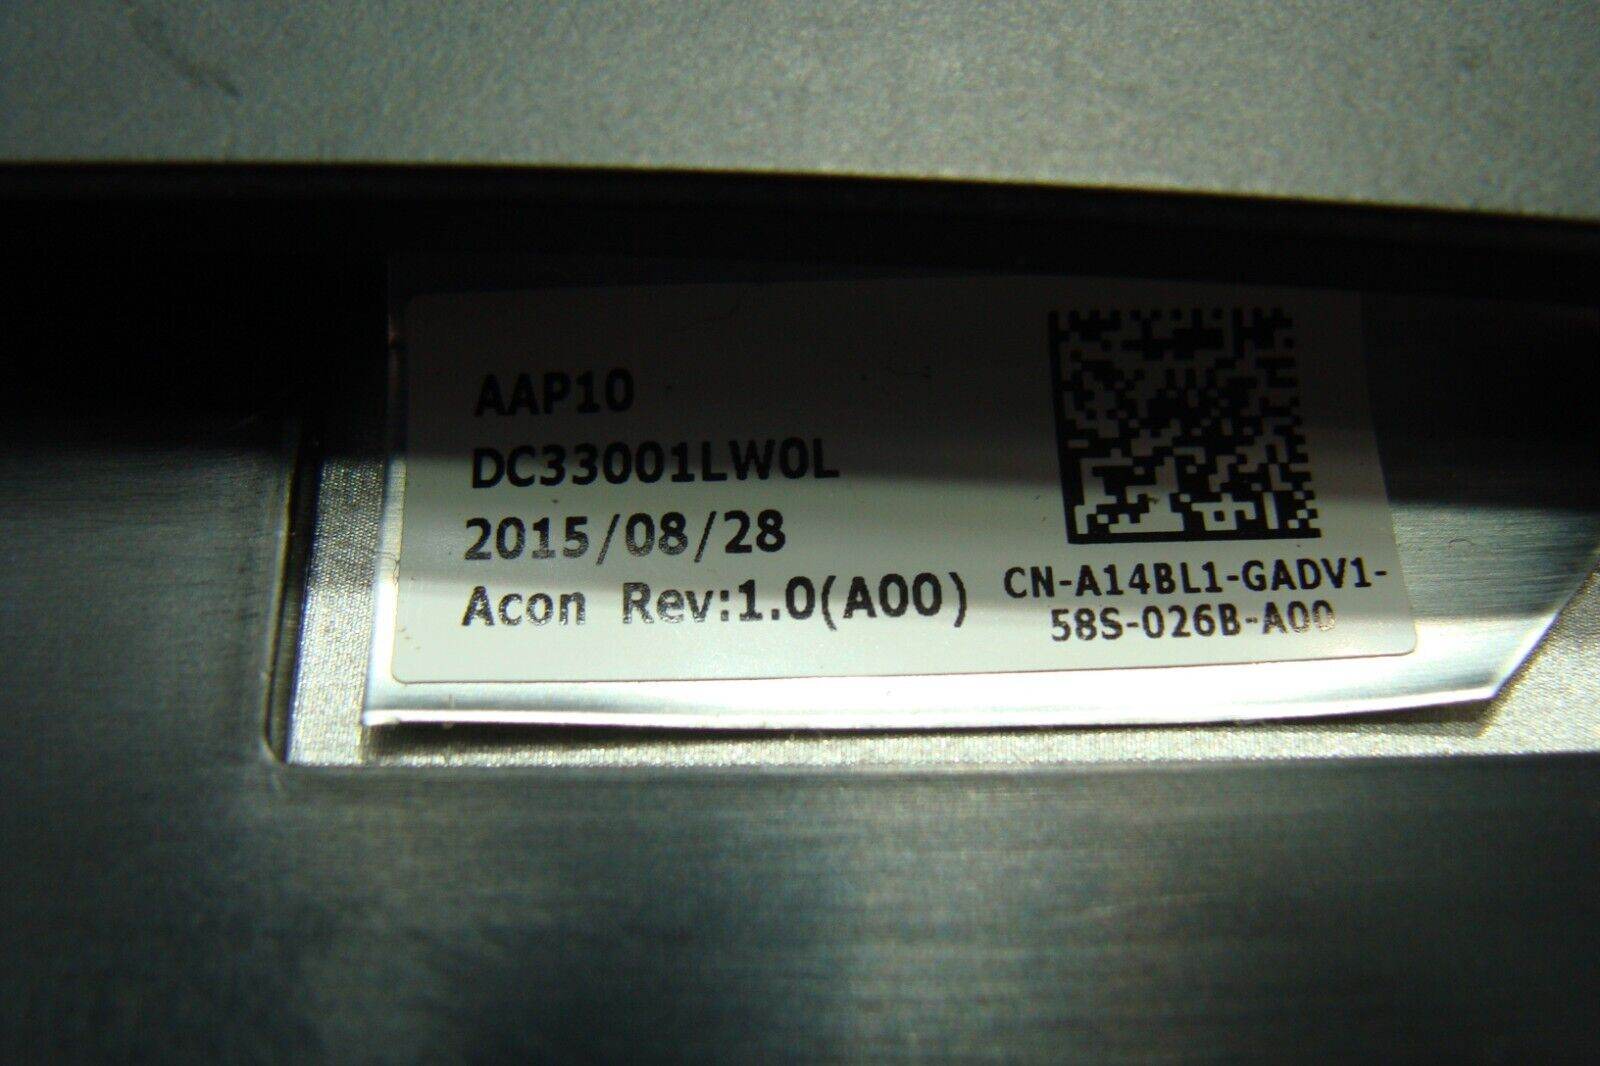 AAP10
DC33001LW0L
2015/08/28
Acon Rev:1.0(A00)
CN-A14BL1-GADV1-
58S-026B-A00